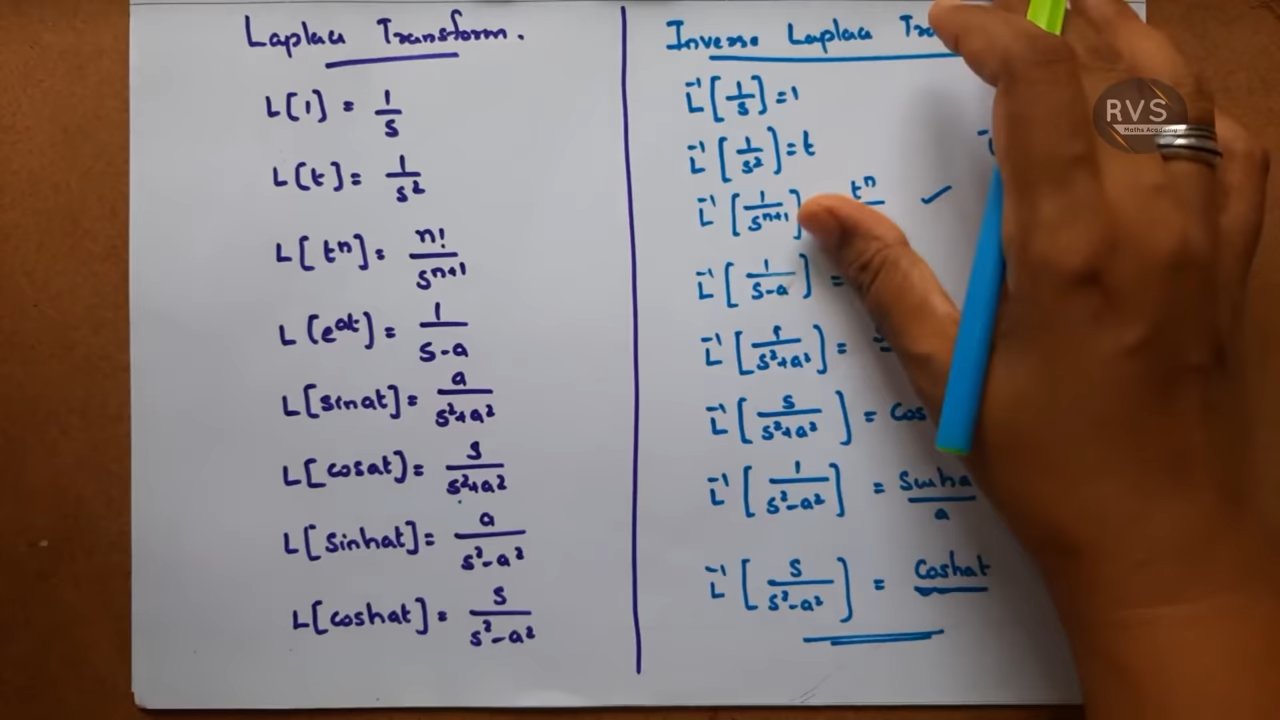 Laplace Transform.
L[1] = 1/s
L[t] = 1/s²
L[tⁿ] = n!/sⁿ⁺¹
L[eᵃᵗ] = 1/s-a
L[sinat] = a/s²+a²
L[cosat] = s/s²+a²
L[sinhat] = a/s²-a²
L[coshat] = s/s²-a²
Inverse Laplace
L⁻¹[1/s] = 1
L⁻¹[1/s²] = t
L⁻¹[1/sⁿ⁺¹] tⁿ ✓
L⁻¹[1/s-a] =
L⁻¹[1/s²+a²] =
L⁻¹[s/s²+a²] = Cos
L⁻¹[1/s²-a²] = Sinha/a
L⁻¹[s/s²-a²] = Coshat
RVS
Maths Academy